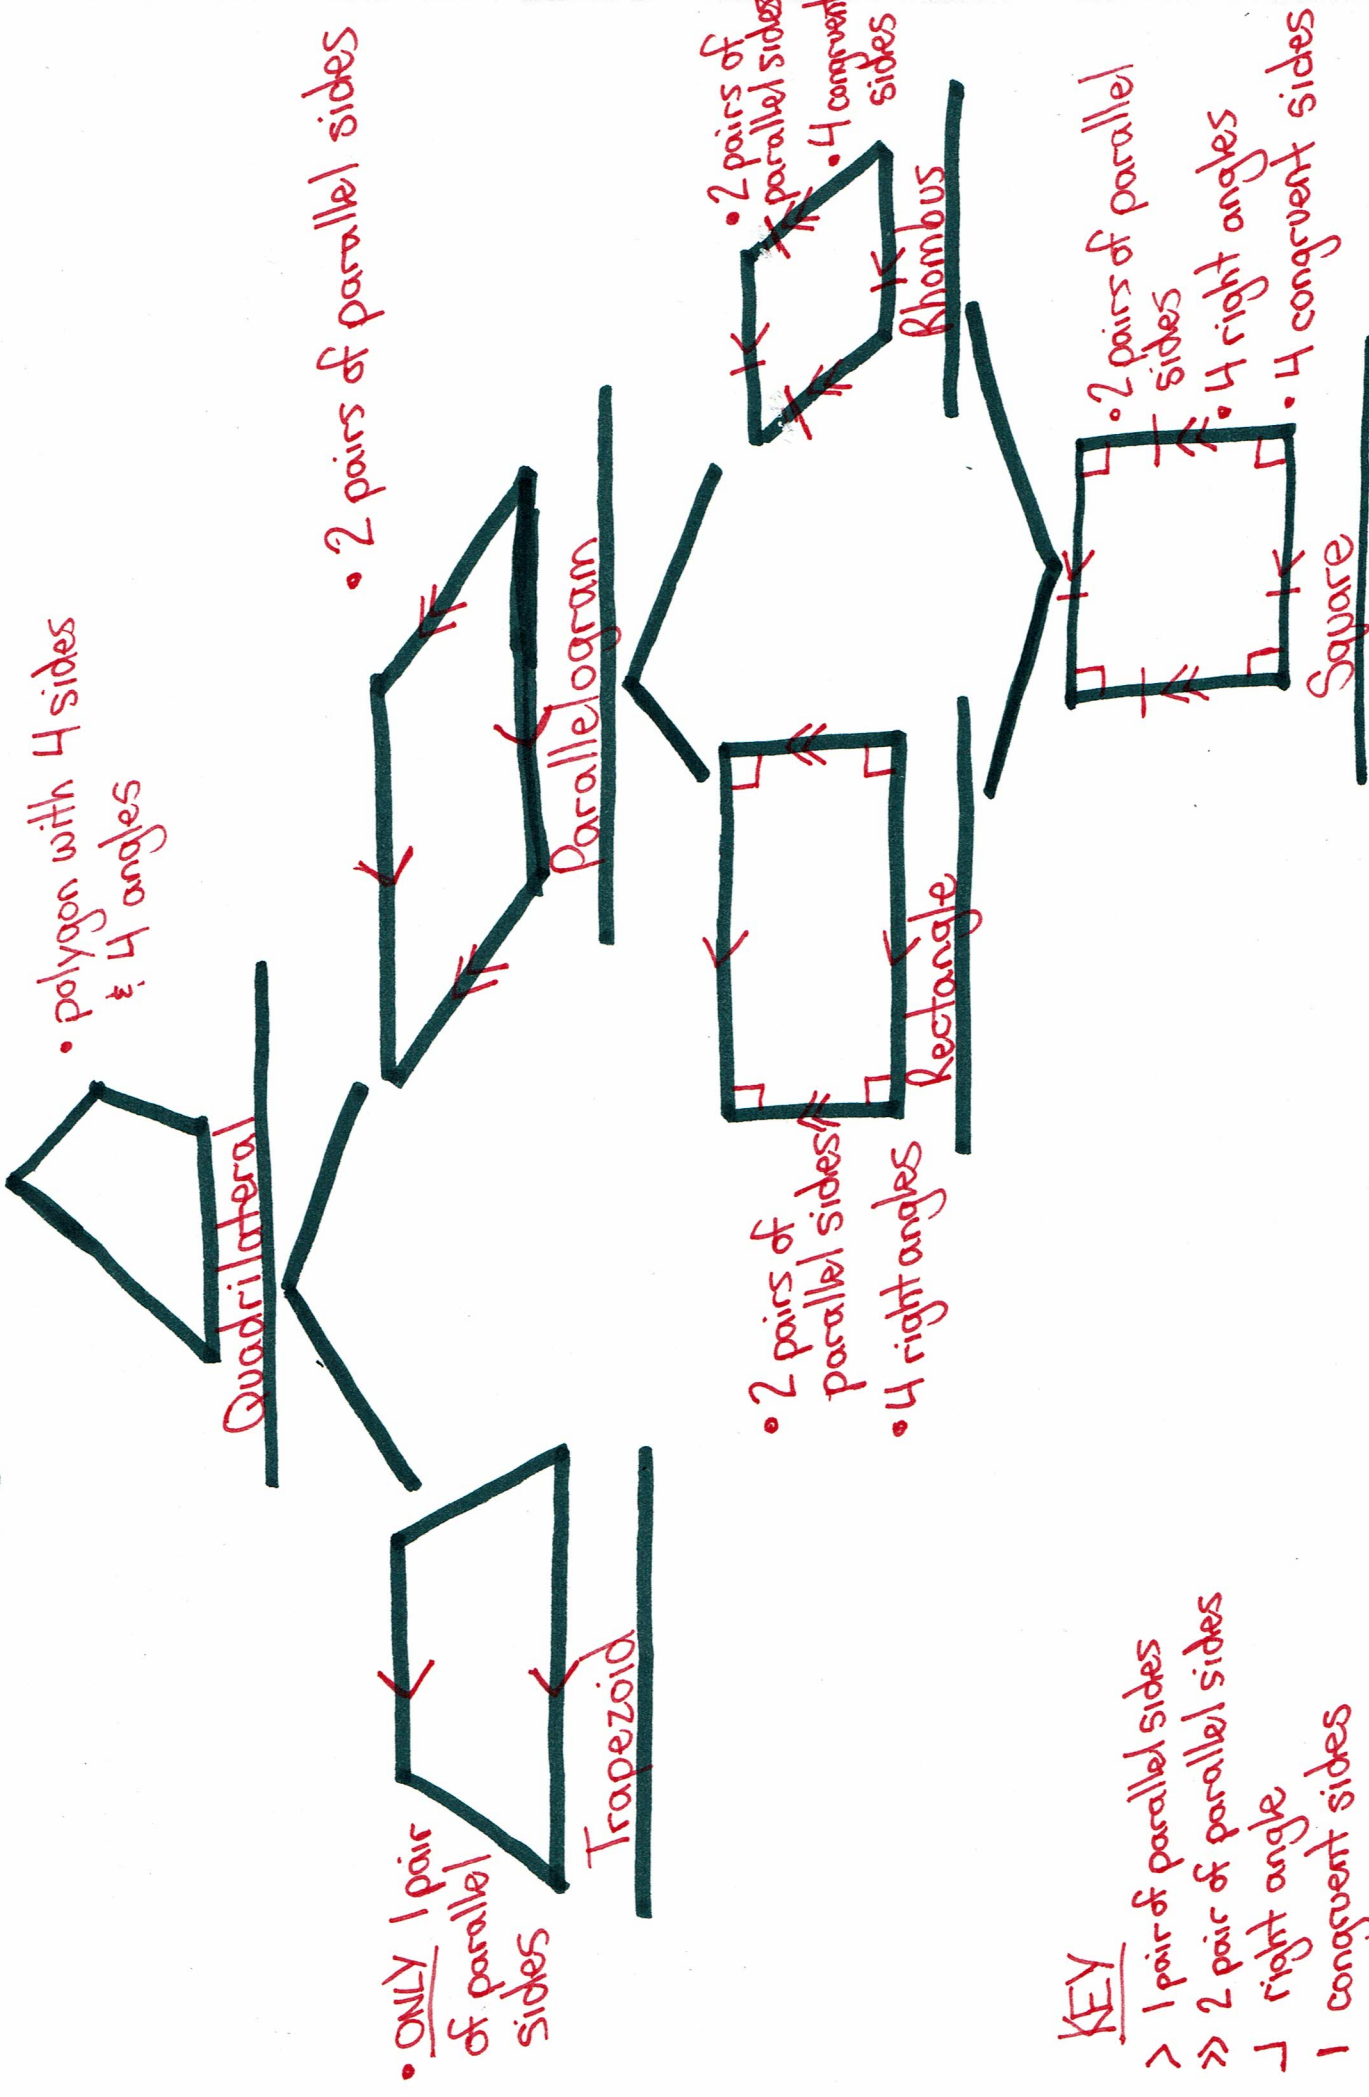 • polygon with 4 sides
& 4 angles
Quadrilateral
• ONLY 1 pair
of parallel
sides
Trapezoid
• 2 pairs of parallel sides
Parallelogram
• 2 pairs of
parallel sides
• 4 right angles
Rectangle
• 2 pairs of
parallel sides
• 4 congruent
sides
Rhombus
• 2 pairs of parallel
sides
• 4 right angles
• 4 congruent sides
Square
KEY
> 1 pair of parallel sides
>> 2 pair of parallel sides
ㄱ right angle
| congruent sides